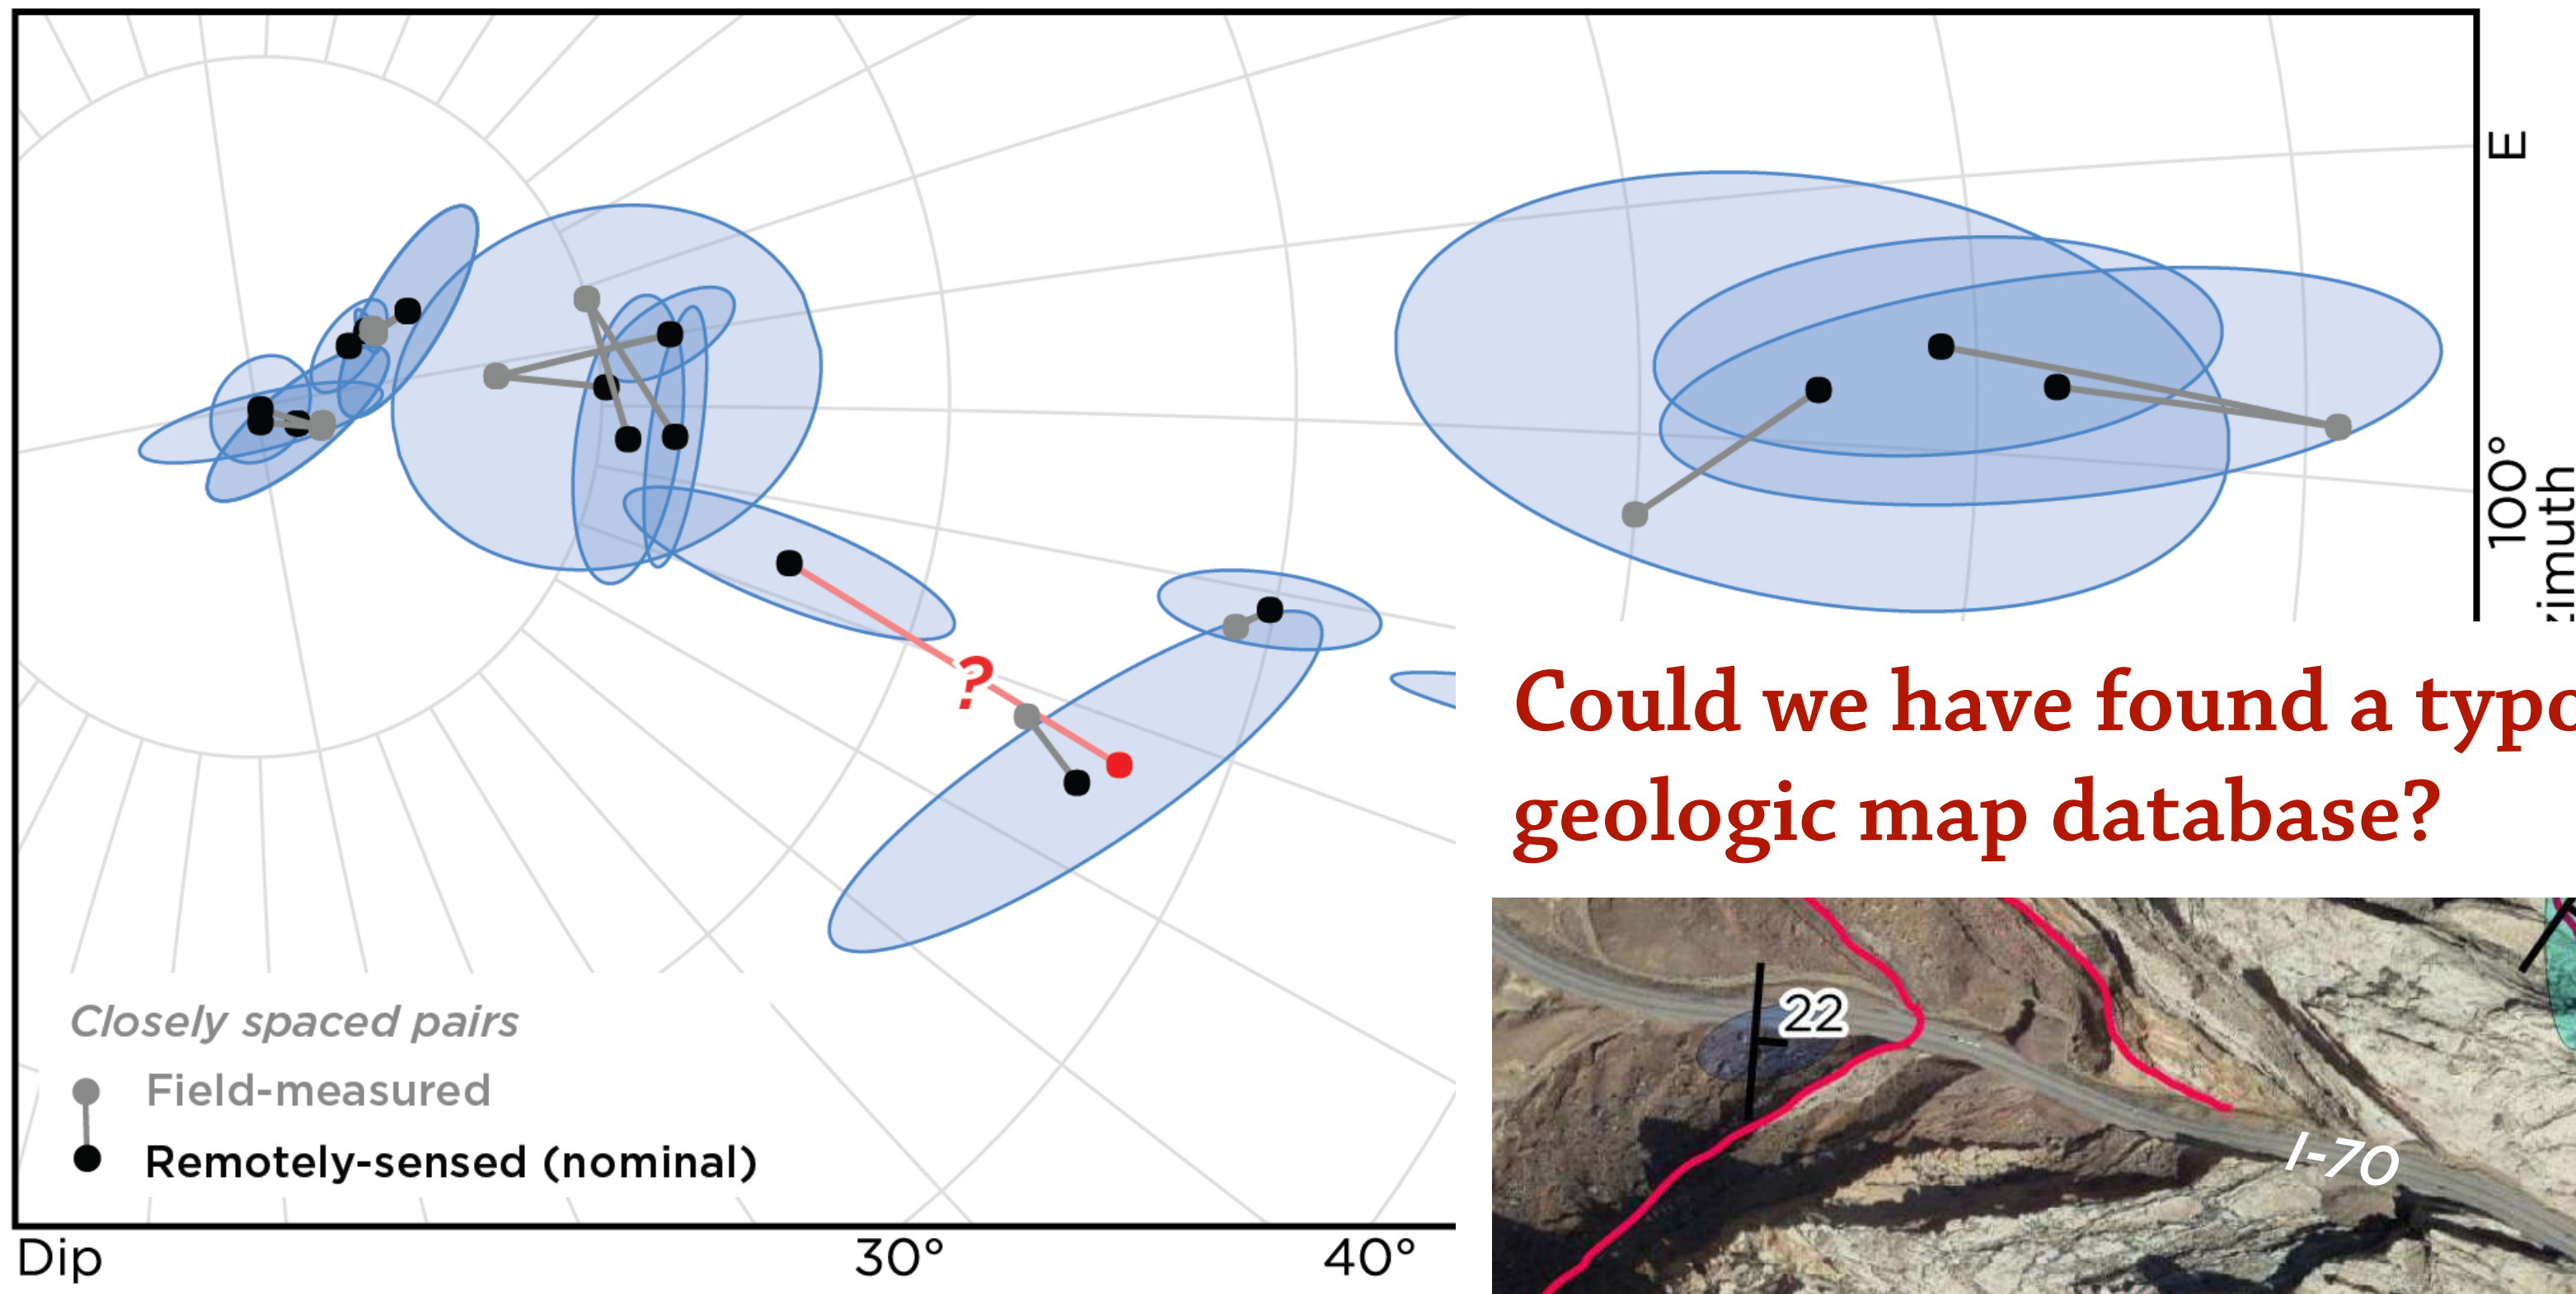 E
100°
?
Could we have found a typo
geologic map database?
Closely spaced pairs
Field-measured
Remotely-sensed (nominal)
22
I-70
Dip
30°
40°